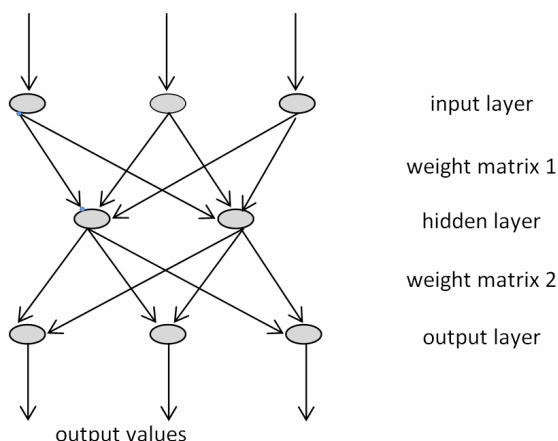 input layer
weight matrix 1
hidden layer
weight matrix 2
output layer
output values